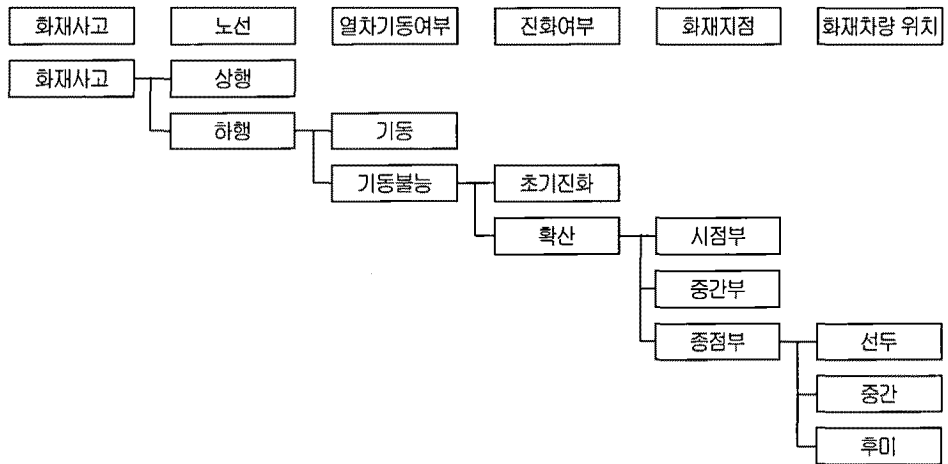 화재사고 노선 열차기동여부 진화여부 화재지점 화재차량 위치
화재사고 상행
하행 기동
기동불능 초기진화
확산 시점부
중간부
종점부 선두
중간
후미